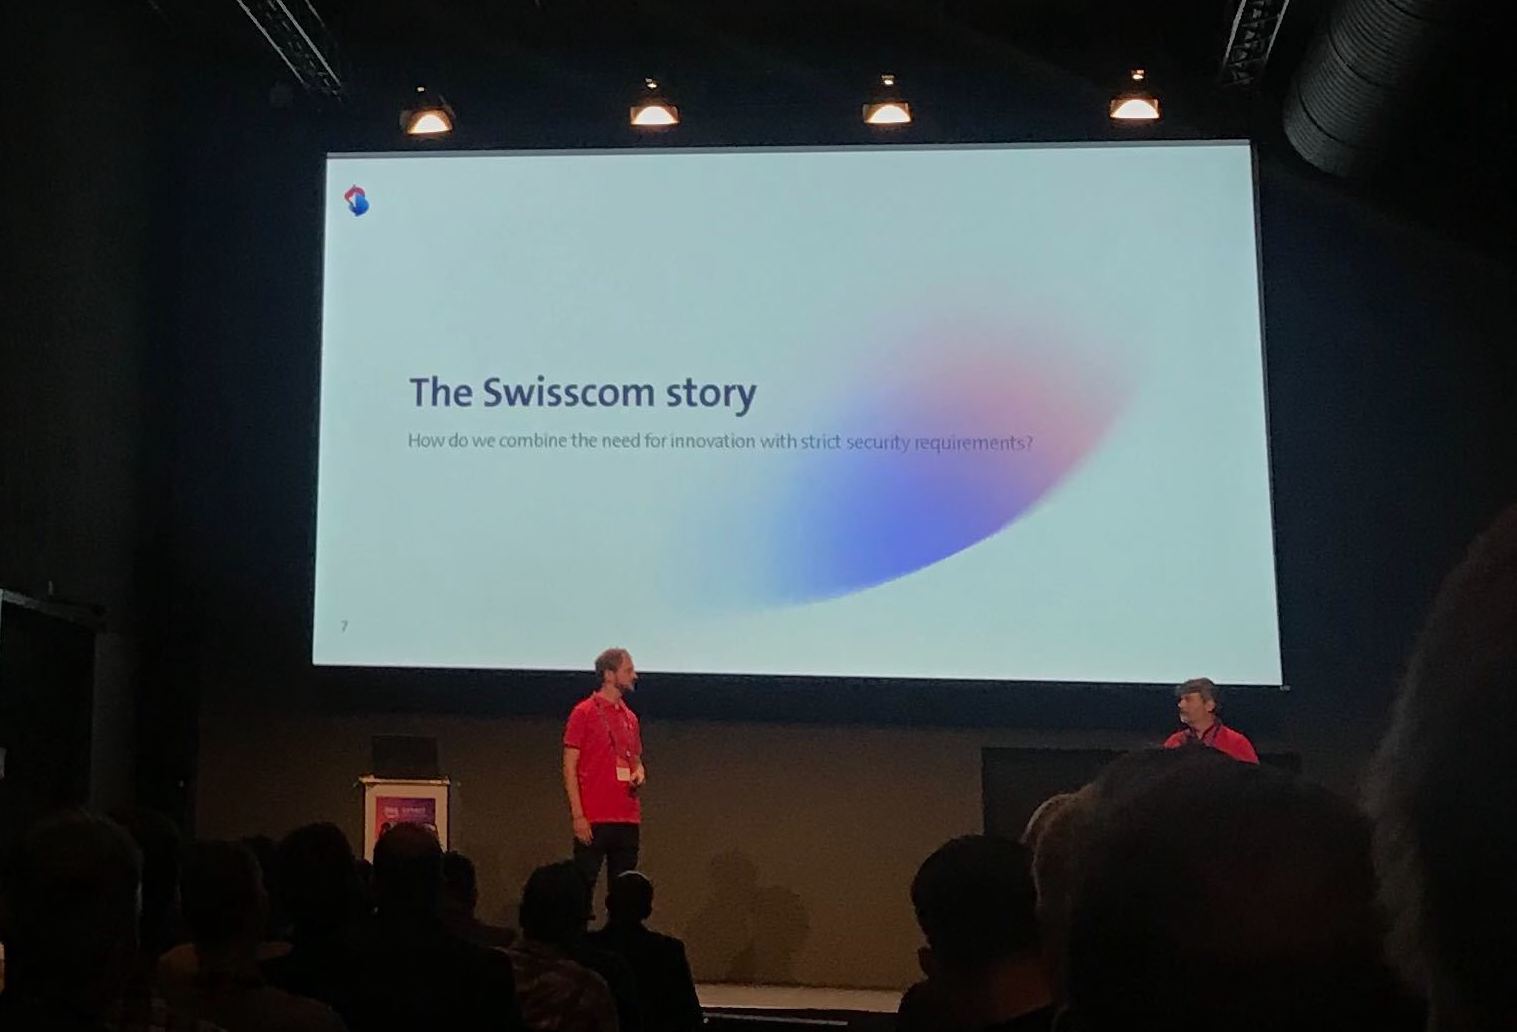 The Swisscom story
How do we combine the need for innovation with strict security requirements?
7